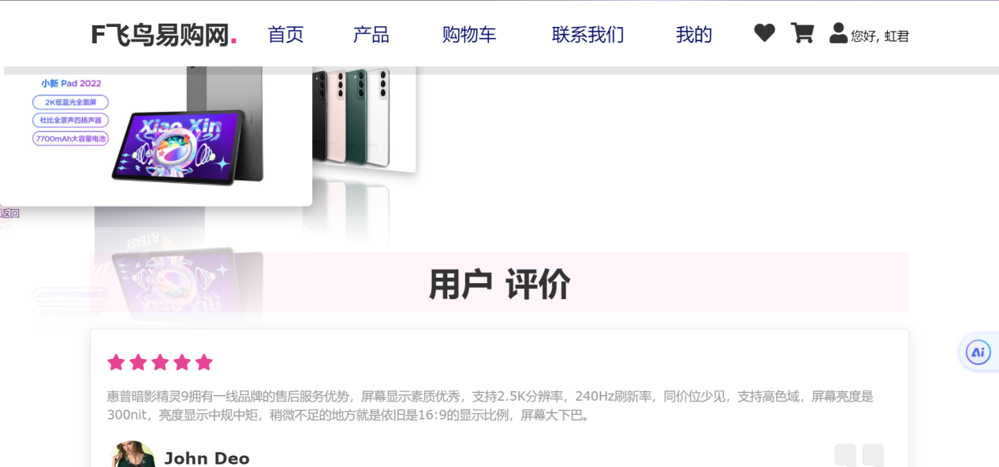 F飞鸟易购网.
首页
产品
购物车
联系我们
我的
您好, 虹君
小新 Pad 2022
2K低蓝光全面屏
杜比全景声四扬声器
7700mAh大容量电池
Xiao Xin
返回
FLYEASY
用户 评价
惠普暗影精灵9拥有一线品牌的售后服务优势，屏幕显示素质优秀，支持2.5K分辨率，240Hz刷新率，同价位少见，支持高色域，屏幕亮度是
300nit，亮度显示中规中矩，稍微不足的地方就是依旧是16:9的显示比例，屏幕大下巴。
John Deo
Ai